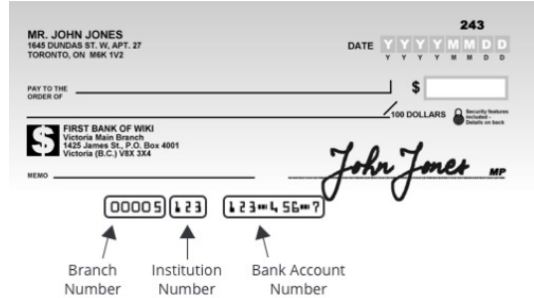 243
MR. JOHN JONES
1645 DUNDAS ST. W, APT. 27
TORONTO, ON M6K 1V2
DATE Y Y Y Y M M D D
Y Y Y Y M M D D
PAY TO THE
ORDER OF
$
100 DOLLARS
Security features
included -
Details on back
$
FIRST BANK OF WIKI
Victoria Main Branch
1425 James St., P.O. Box 4001
Victoria (B.C.) V8X 3X4
MEMO
John Jones MP
00005 123 123⑉456⑉7
Branch Number
Institution Number
Bank Account Number